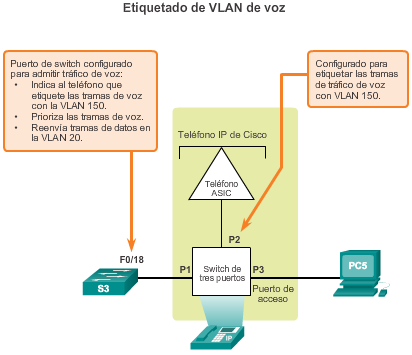 Etiquetado de VLAN de voz
Puerto de switch configurado
para admitir tráfico de voz:
• Indica al teléfono que
etiquete las tramas de voz
con la VLAN 150.
• Prioriza las tramas de voz.
• Reenvía tramas de datos en
la VLAN 20.
Configurado para
etiquetar las tramas
de tráfico de voz
con VLAN 150.
Teléfono IP de Cisco
Teléfono
ASIC
P2
F0/18
P1
Switch de
tres puertos
P3
PC5
S3
Puerto de
acceso
IP